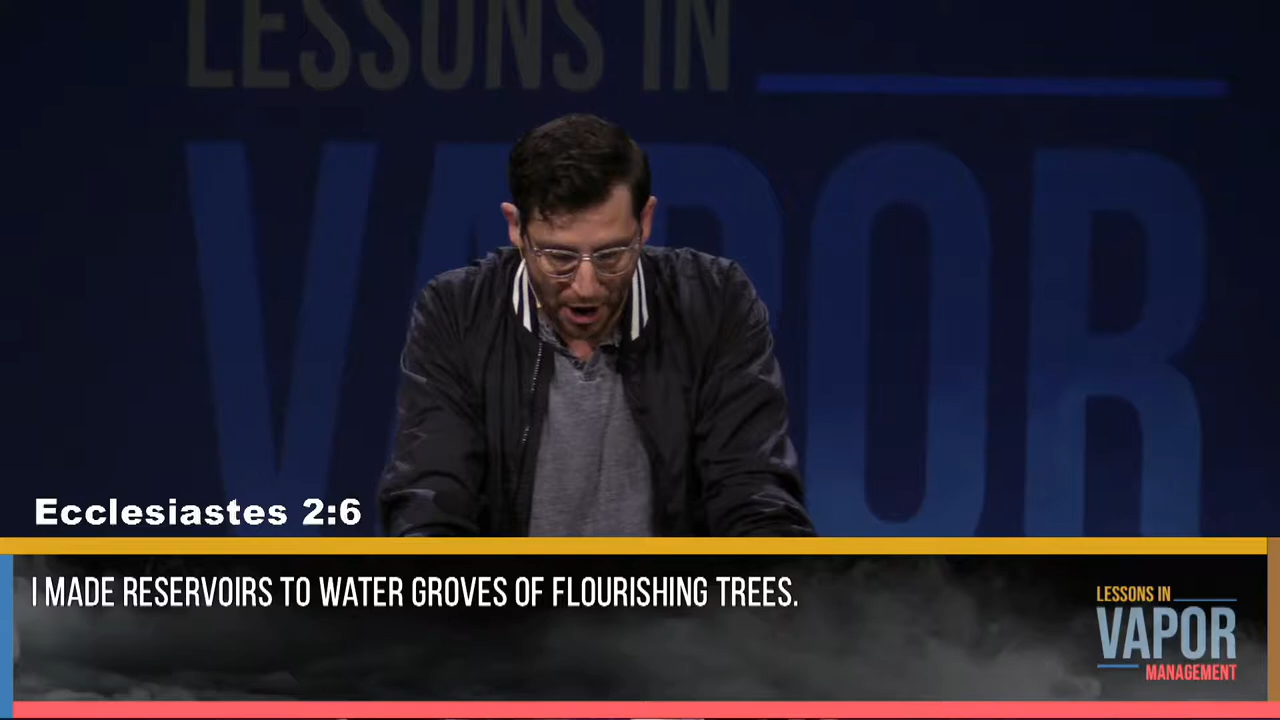 LESSONS IN
VAPOR
Ecclesiastes 2:6
I MADE RESERVOIRS TO WATER GROVES OF FLOURISHING TREES.
LESSONS IN
VAPOR
MANAGEMENT